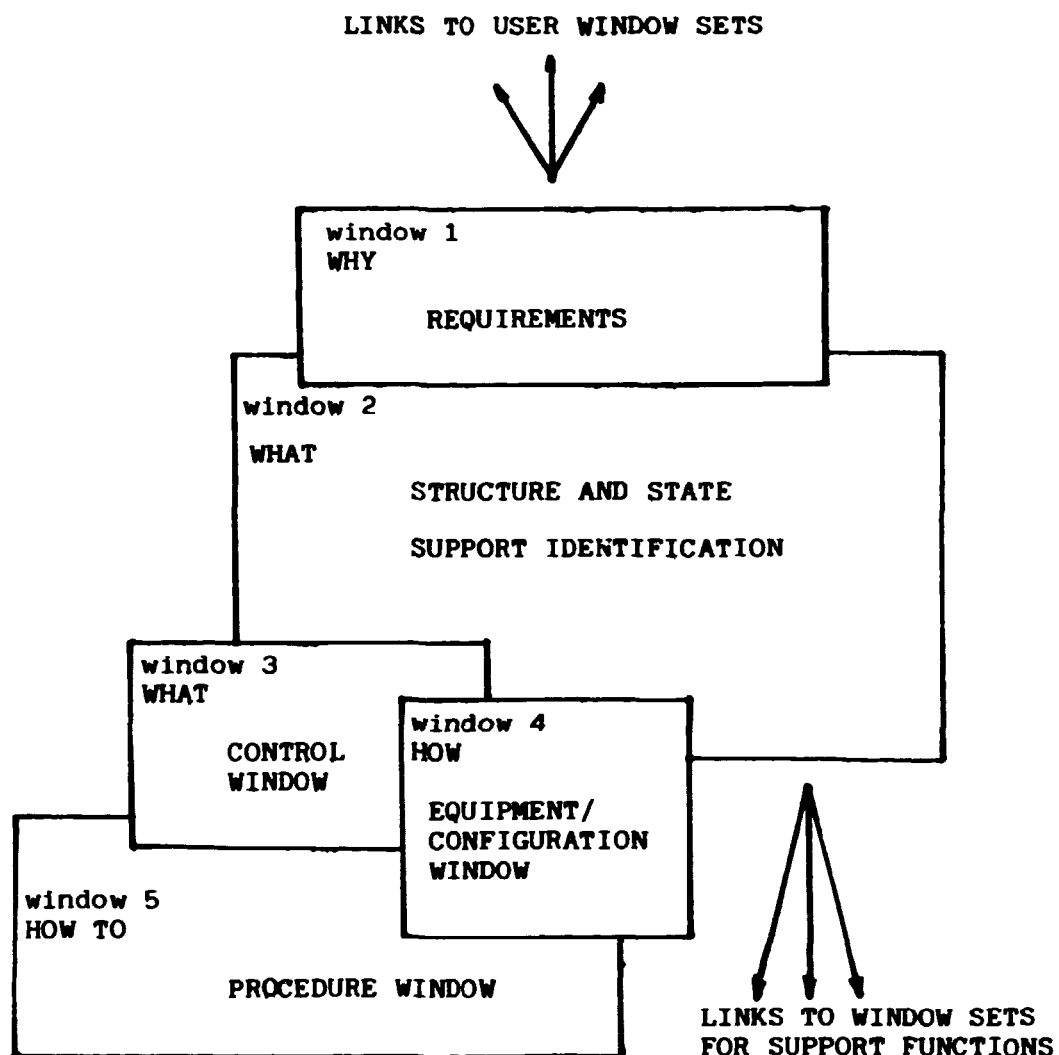 LINKS TO USER WINDOW SETS
window 1
WHY
REQUIREMENTS
window 2
WHAT
STRUCTURE AND STATE
SUPPORT IDENTIFICATION
window 3
WHAT
CONTROL
WINDOW
window 4
HOW
EQUIPMENT/
CONFIGURATION
WINDOW
window 5
HOW TO
PROCEDURE WINDOW
LINKS TO WINDOW SETS
FOR SUPPORT FUNCTIONS